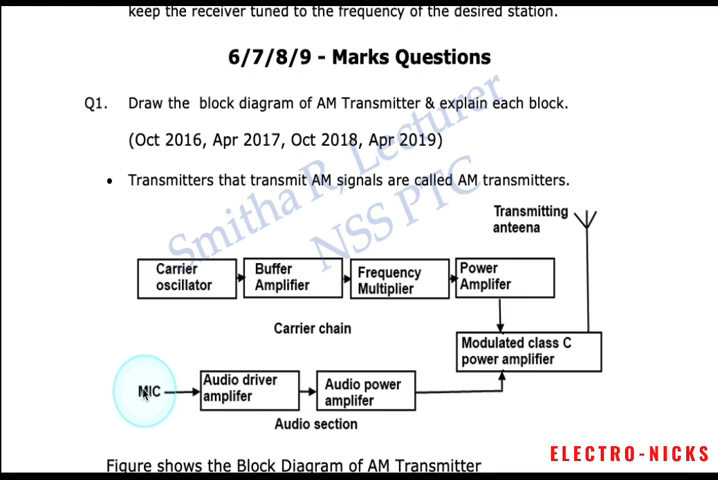 keep the receiver tuned to the frequency of the desired station.
6/7/8/9 - Marks Questions
Q1. Draw the block diagram of AM Transmitter & explain each block.
(Oct 2016, Apr 2017, Oct 2018, Apr 2019)
• Transmitters that transmit AM signals are called AM transmitters.
Smitha R, Lecturer
NSS PTC
Transmitting
anteena
Carrier
oscillator
Buffer
Amplifier
Frequency
Multiplier
Power
Amplifer
Carrier chain
Modulated class C
power amplifier
MIC
Audio driver
amplifer
Audio power
amplifer
Audio section
ELECTRO-NICKS
Figure shows the Block Diagram of AM Transmitter